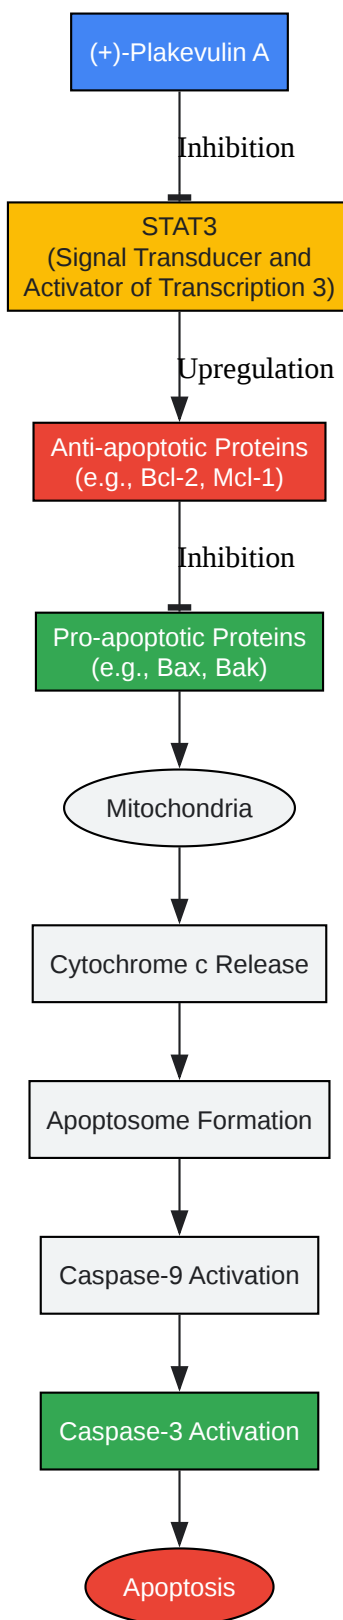 (+)-Plakevulin A
Inhibition
STAT3
(Signal Transducer and
Activator of Transcription 3)
Upregulation
Anti-apoptotic Proteins
(e.g., Bcl-2, Mcl-1)
Inhibition
Pro-apoptotic Proteins
(e.g., Bax, Bak)
Mitochondria
Cytochrome c Release
Apoptosome Formation
Caspase-9 Activation
Caspase-3 Activation
Apoptosis